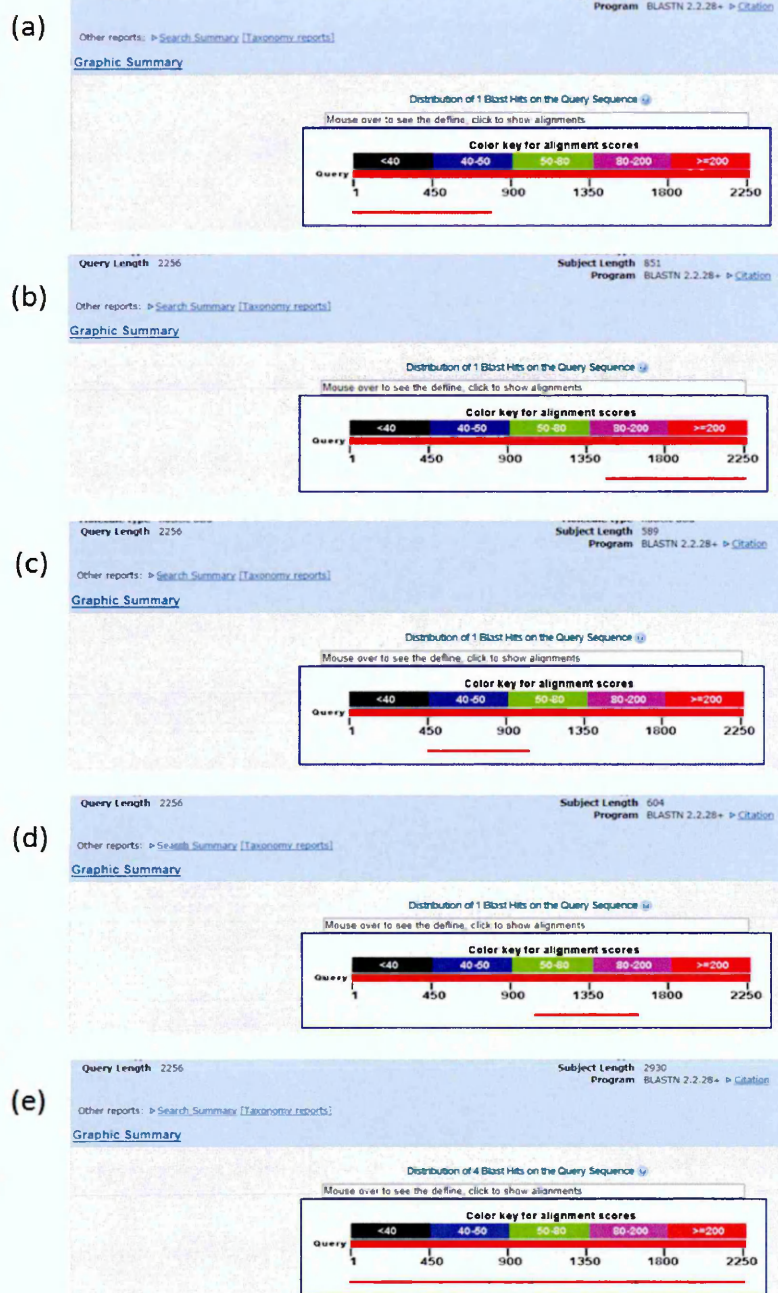 Program BLASTN 2.2.28+ ▷ Citation
(a)
Other reports: ▷ Search Summary [Taxonomy reports]
Graphic Summary
Distribution of 1 Blast Hits on the Query Sequence
Mouse over to see the defline, click to show alignments
Color key for alignment scores
<40 40-50 50-80 80-200 >=200
Query
1 450 900 1350 1800 2250
Query Length 2256 Subject Length 851
(b)
Program BLASTN 2.2.28+ ▷ Citation
Other reports: ▷ Search Summary [Taxonomy reports]
Graphic Summary
Distribution of 1 Blast Hits on the Query Sequence
Mouse over to see the defline, click to show alignments
Color key for alignment scores
<40 40-50 50-80 80-200 >=200
Query
1 450 900 1350 1800 2250
Query Length 2256 Subject Length 589
Program BLASTN 2.2.28+ ▷ Citation
(c)
Other reports: ▷ Search Summary [Taxonomy reports]
Graphic Summary
Distribution of 1 Blast Hits on the Query Sequence
Mouse over to see the defline, click to show alignments
Color key for alignment scores
<40 40-50 50-80 80-200 >=200
Query
1 450 900 1350 1800 2250
Query Length 2256 Subject Length 604
Program BLASTN 2.2.28+ ▷ Citation
(d)
Other reports: ▷ Search Summary [Taxonomy reports]
Graphic Summary
Distribution of 1 Blast Hits on the Query Sequence
Mouse over to see the defline, click to show alignments
Color key for alignment scores
<40 40-50 50-80 80-200 >=200
Query
1 450 900 1350 1800 2250
Query Length 2256 Subject Length 2930
Program BLASTN 2.2.28+ ▷ Citation
(e)
Other reports: ▷ Search Summary [Taxonomy reports]
Graphic Summary
Distribution of 4 Blast Hits on the Query Sequence
Mouse over to see the defline, click to show alignments
Color key for alignment scores
<40 40-50 50-80 80-200 >=200
Query
1 450 900 1350 1800 2250